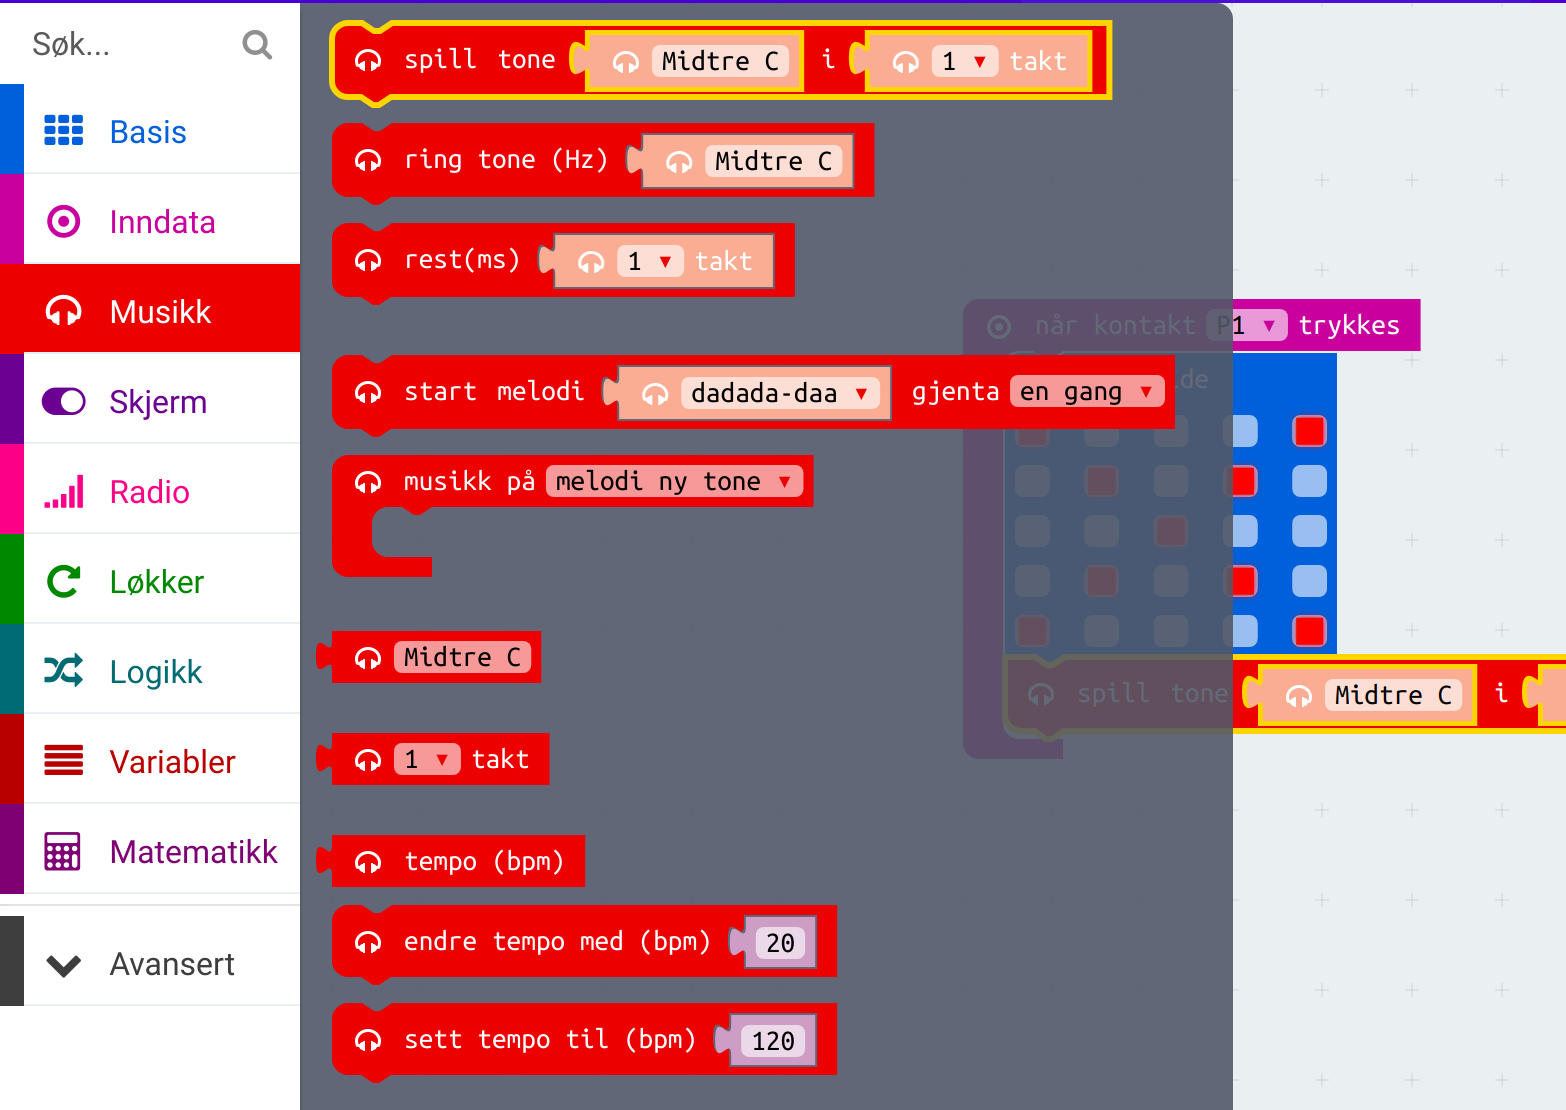 Søk...
Basis
Inndata
Musikk
Skjerm
Radio
Løkker
Logikk
Variabler
Matematikk
Avansert
spill tone Midtre C i 1 takt
ring tone (Hz) Midtre C
rest(ms) 1 takt
start melodi dadada-daa gjenta en gang
musikk på melodi ny tone
Midtre C
1 takt
tempo (bpm)
endre tempo med (bpm) 20
sett tempo til (bpm) 120
når kontakt P1 trykkes
lde
spill tone Midtre C i